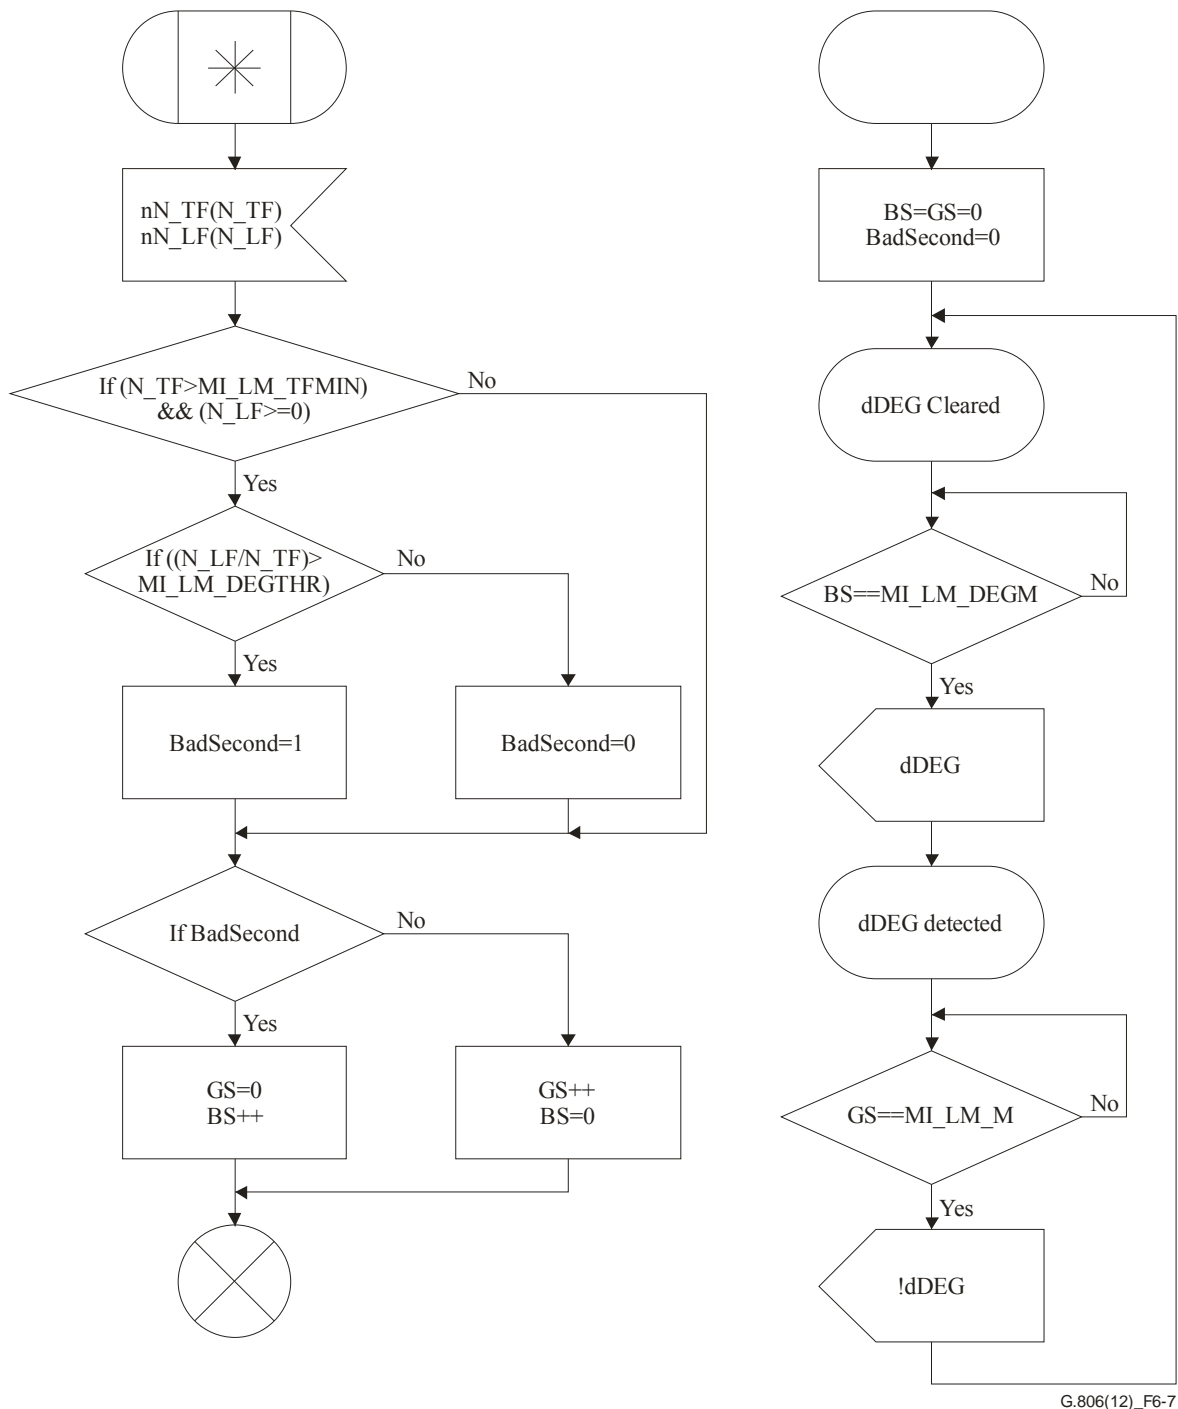 nN_TF(N_TF)
nN_LF(N_LF)
If (N_TF>MI_LM_TFMIN)
&& (N_LF>=0)
No
Yes
If ((N_LF/N_TF)>
MI_LM_DEGTHR)
No
Yes
BadSecond=1
BadSecond=0
If BadSecond
No
Yes
GS=0
BS++
GS++
BS=0
BS=GS=0
BadSecond=0
dDEG Cleared
BS==MI_LM_DEGM
No
Yes
dDEG
dDEG detected
GS==MI_LM_M
No
Yes
!dDEG
G.806(12)_F6-7